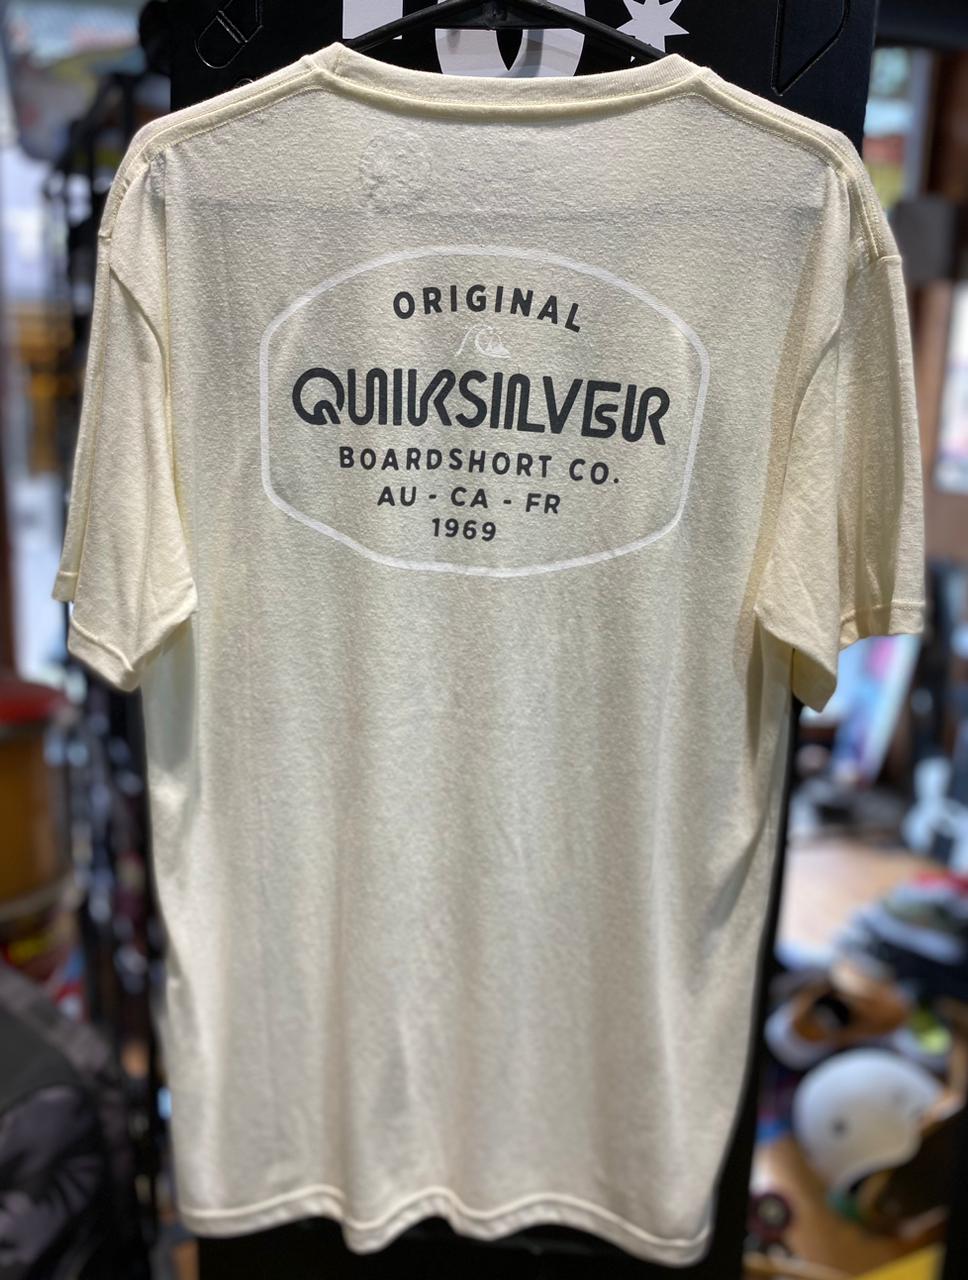 ORIGINAL
QUIKSILVER
BOARDSHORT CO.
AU - CA - FR
1969